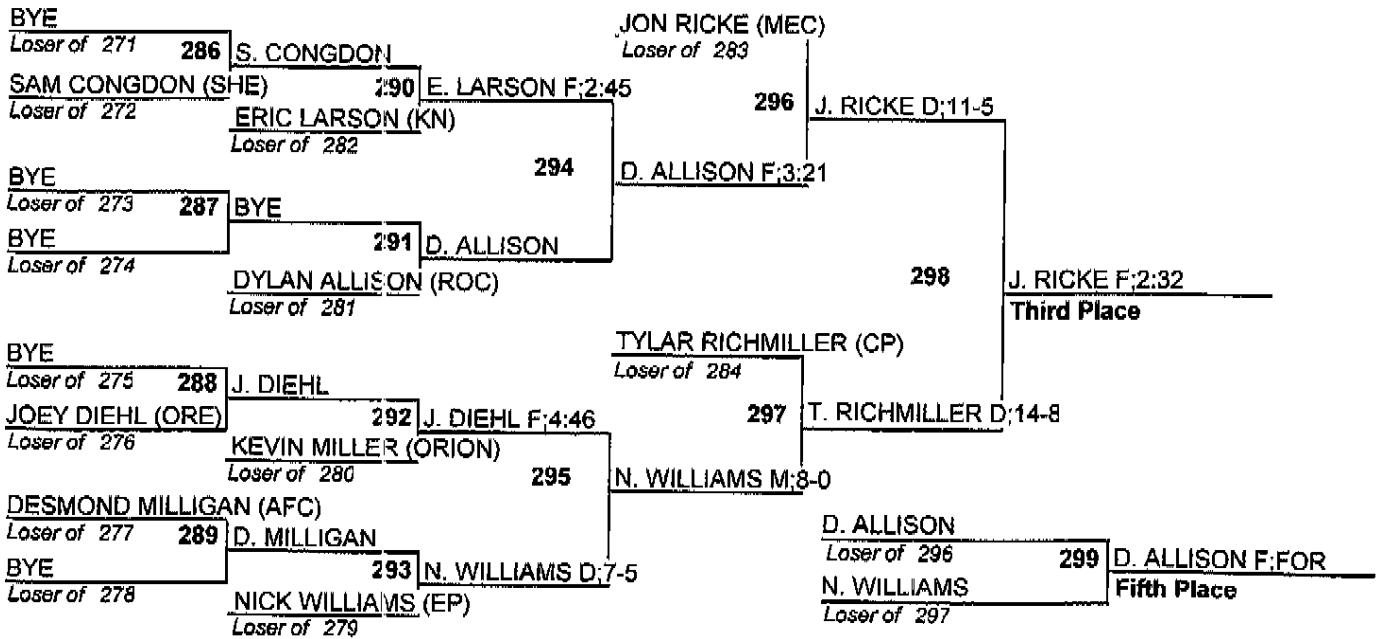 BYE
Loser of 271
286
S. CONGDON
SAM CONGDON (SHE)
Loser of 272
290
E. LARSON F;2:45
ERIC LARSON (KN)
Loser of 282
JON RICKE (MEC)
Loser of 283
296
J. RICKE D;11-5
294
D. ALLISON F;3:21
BYE
Loser of 273
287
BYE
BYE
Loser of 274
291
D. ALLISON
DYLAN ALLISON (ROC)
Loser of 281
298
J. RICKE F;2:32
Third Place
BYE
Loser of 275
288
J. DIEHL
JOEY DIEHL (ORE)
Loser of 276
292
J. DIEHL F;4:46
KEVIN MILLER (ORION)
Loser of 280
TYLAR RICHMILLER (CP)
Loser of 284
297
T. RICHMILLER D;14-8
295
N. WILLIAMS M;8-0
DESMOND MILLIGAN (AFC)
Loser of 277
289
D. MILLIGAN
BYE
Loser of 278
293
N. WILLIAMS D;7-5
NICK WILLIAMS (EP)
Loser of 279
D. ALLISON
Loser of 296
299
D. ALLISON F;FOR
Fifth Place
N. WILLIAMS
Loser of 297